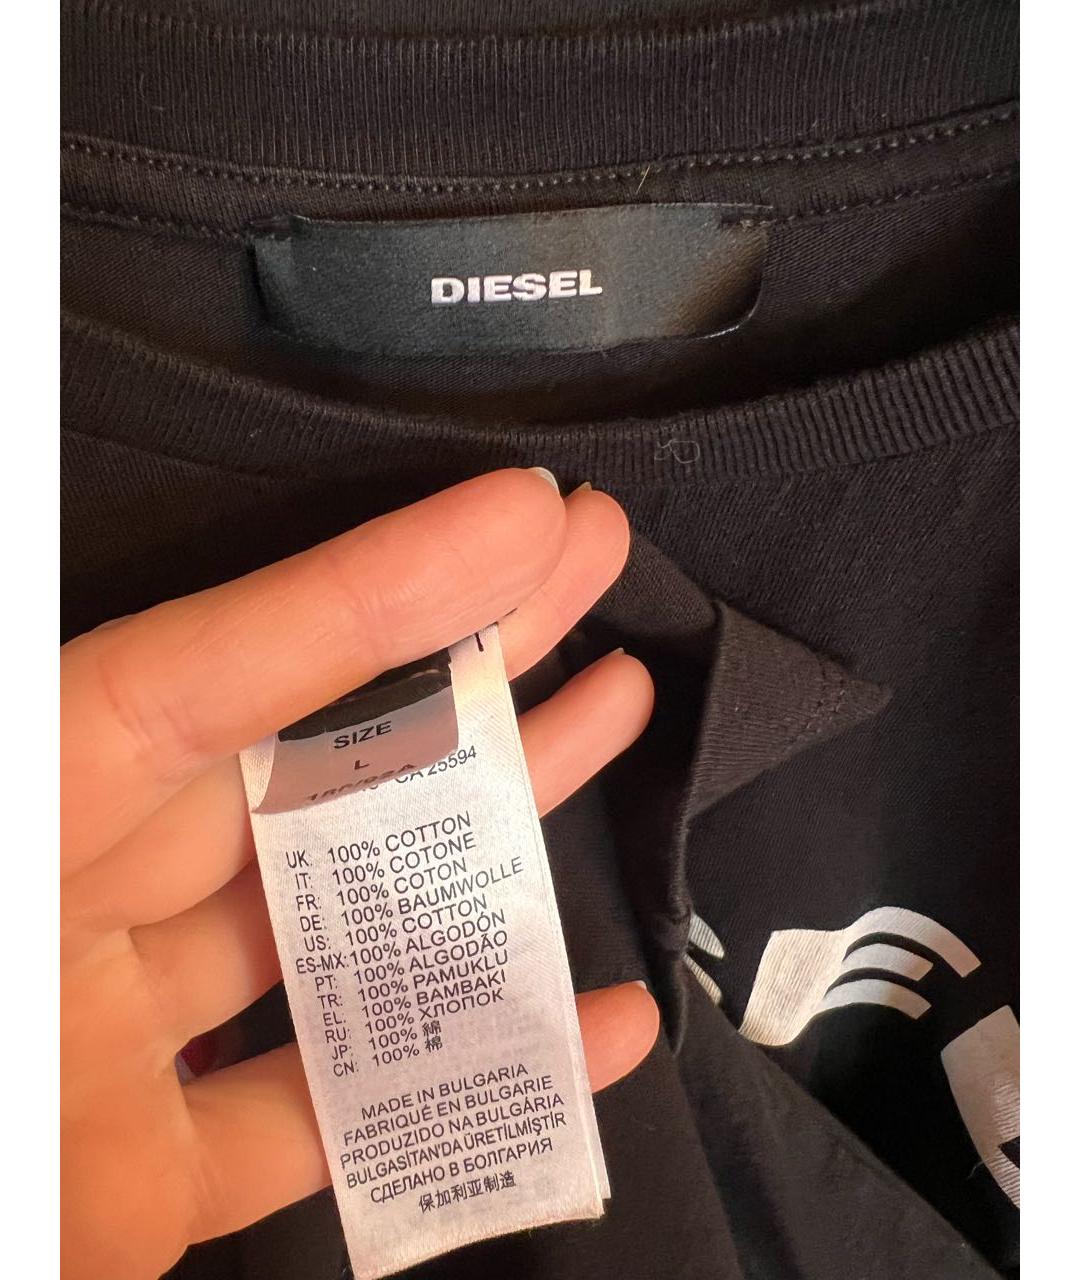 DIESEL
SIZE
L
CA 25594
UK: 100% COTTON
IT: 100% COTONE
FR: 100% COTON
DE: 100% BAUMWOLLE
US: 100% COTTON
ES-MX: 100% ALGODÓN
PT: 100% ALGODÃO
TR: 100% PAMUKLU
EL: 100% BAMBAKI
RU: 100% ХЛОПОК
JP: 100% 綿
CN: 100% 棉
MADE IN BULGARIA
FABRIQUÉ EN BULGARIE
PRODUZIDO NA BULGÁRIA
BULGASİTAN'DA ÜRETİLMİŞTİR
СДЕЛАНО В БОЛГАРИЯ
保加利亚制造